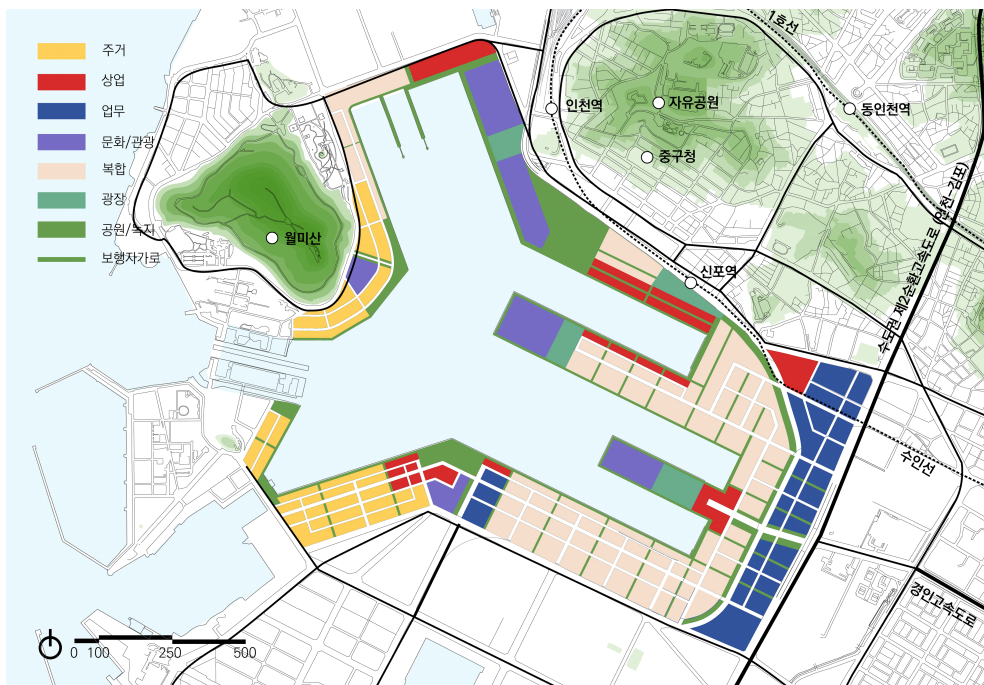 주거
상업
업무
문화/관광
복합
광장
공원/녹지
보행자가로
1호선
인천역
자유공원
동인천역
중구청
월미산
신포역
수도권 제2순환고속도로 (인천-김포)
수인선
경인고속도로
0 100 250 500